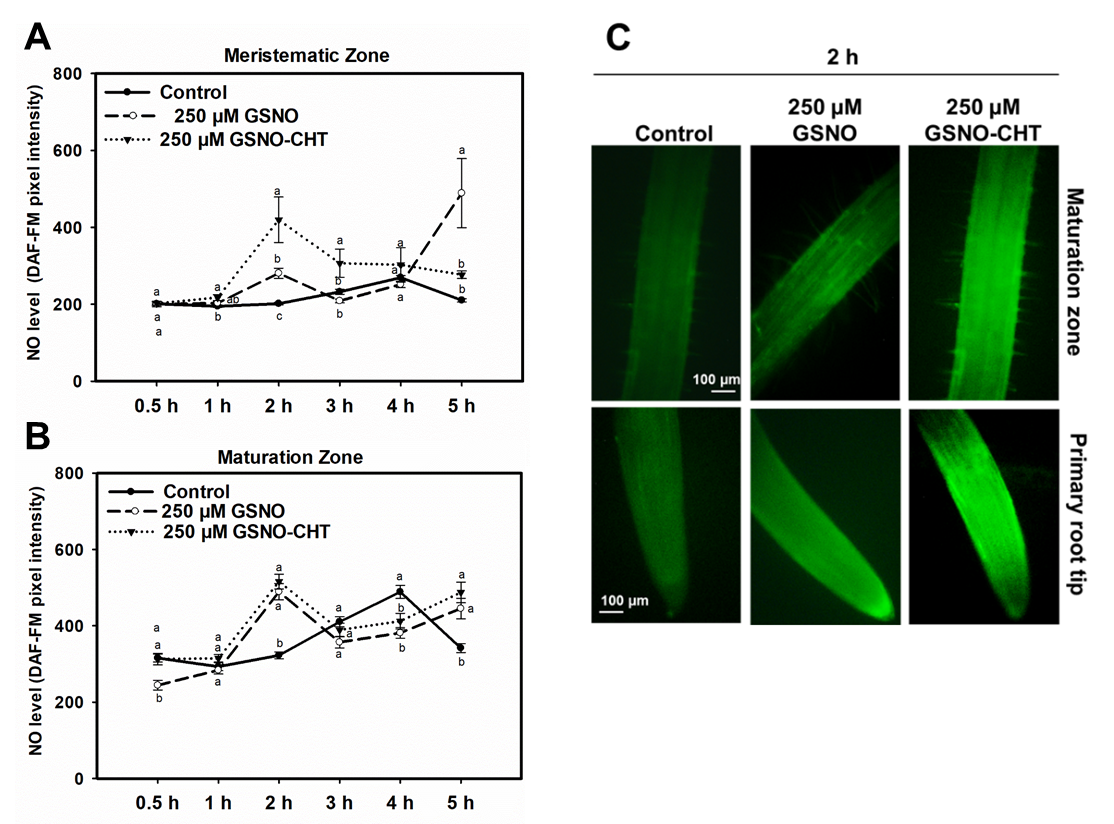 A
Meristematic Zone
NO level (DAF-FM pixel intensity)
800
600
400
200
0
Control
250 µM GSNO
250 µM GSNO-CHT
a
a
a
a
ab
b
a
b
c
a
b
b
a
a
a
a
b
b
0.5 h 1 h 2 h 3 h 4 h 5 h
B
Maturation Zone
NO level (DAF-FM pixel intensity)
800
600
400
200
0
Control
250 µM GSNO
250 µM GSNO-CHT
a
a
b
a
a
a
a
a
b
a
a
a
a
b
b
a
a
b
0.5 h 1 h 2 h 3 h 4 h 5 h
C
2 h
Control
250 µM
GSNO
250 µM
GSNO-CHT
Maturation zone
100 µm
Primary root tip
100 µm